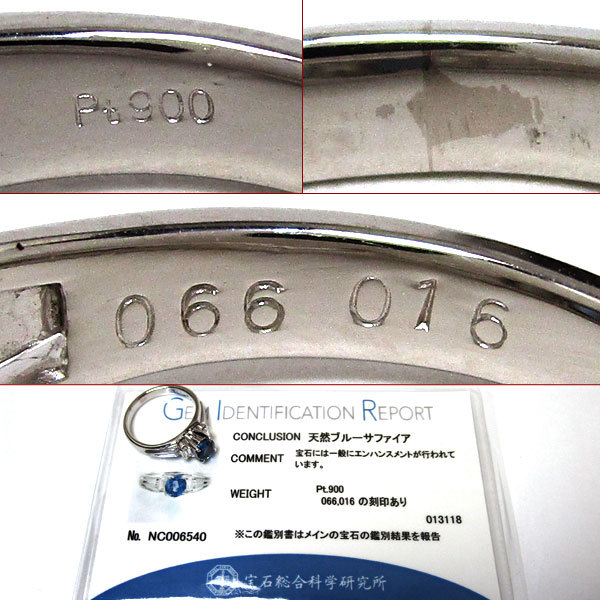 Pt900
066 016
GEM IDENTIFICATION REPORT
CONCLUSION 天然ブルーサファイア
COMMENT 宝石には一般にエンハンスメントが行われて
います。
WEIGHT Pt.900
066,016 の刻印あり
013118
No. NC006540 ※この鑑別書はメインの宝石の鑑別結果を報告
宝石総合科学研究所